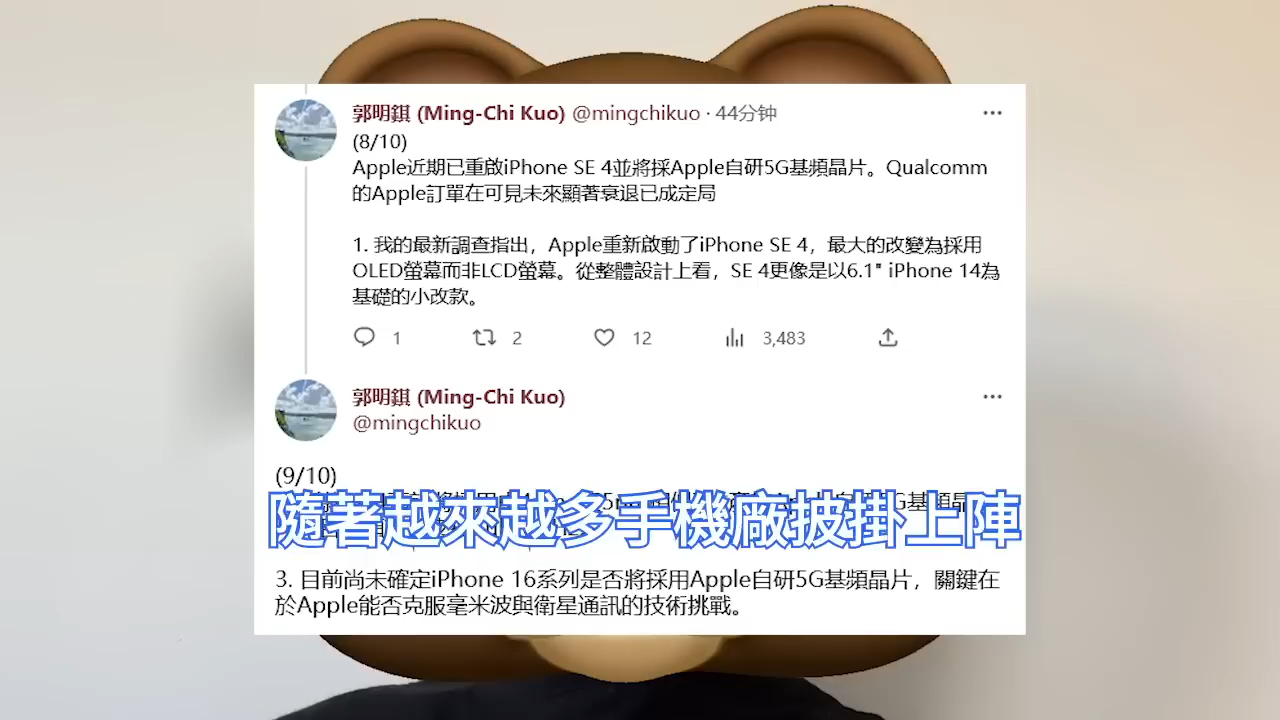 郭明錤 (Ming-Chi Kuo) @mingchikuo · 44分钟
(8/10)
Apple近期已重啟iPhone SE 4並將採Apple自研5G基頻晶片。Qualcomm
的Apple訂單在可見未來顯著衰退已成定局
1. 我的最新調查指出，Apple重新啟動了iPhone SE 4，最大的改變為採用
OLED螢幕而非LCD螢幕。從整體設計上看，SE 4更像是以6.1" iPhone 14為
基礎的小改款。
1 2 12 3,483
郭明錤 (Ming-Chi Kuo)
@mingchikuo
(9/10)
隨著越來越多手機廠披掛上陣
3. 目前尚未確定iPhone 16系列是否將採用Apple自研5G基頻晶片，關鍵在
於Apple能否克服毫米波與衛星通訊的技術挑戰。